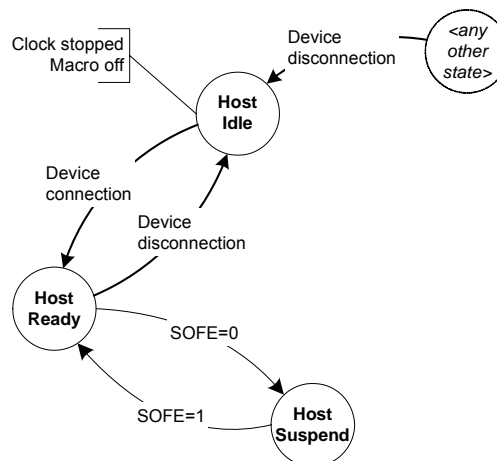 Clock stopped
Macro off
Device
disconnection
<any
other
state>
Host
Idle
Device
connection
Device
disconnection
Host
Ready
SOFE=0
SOFE=1
Host
Suspend